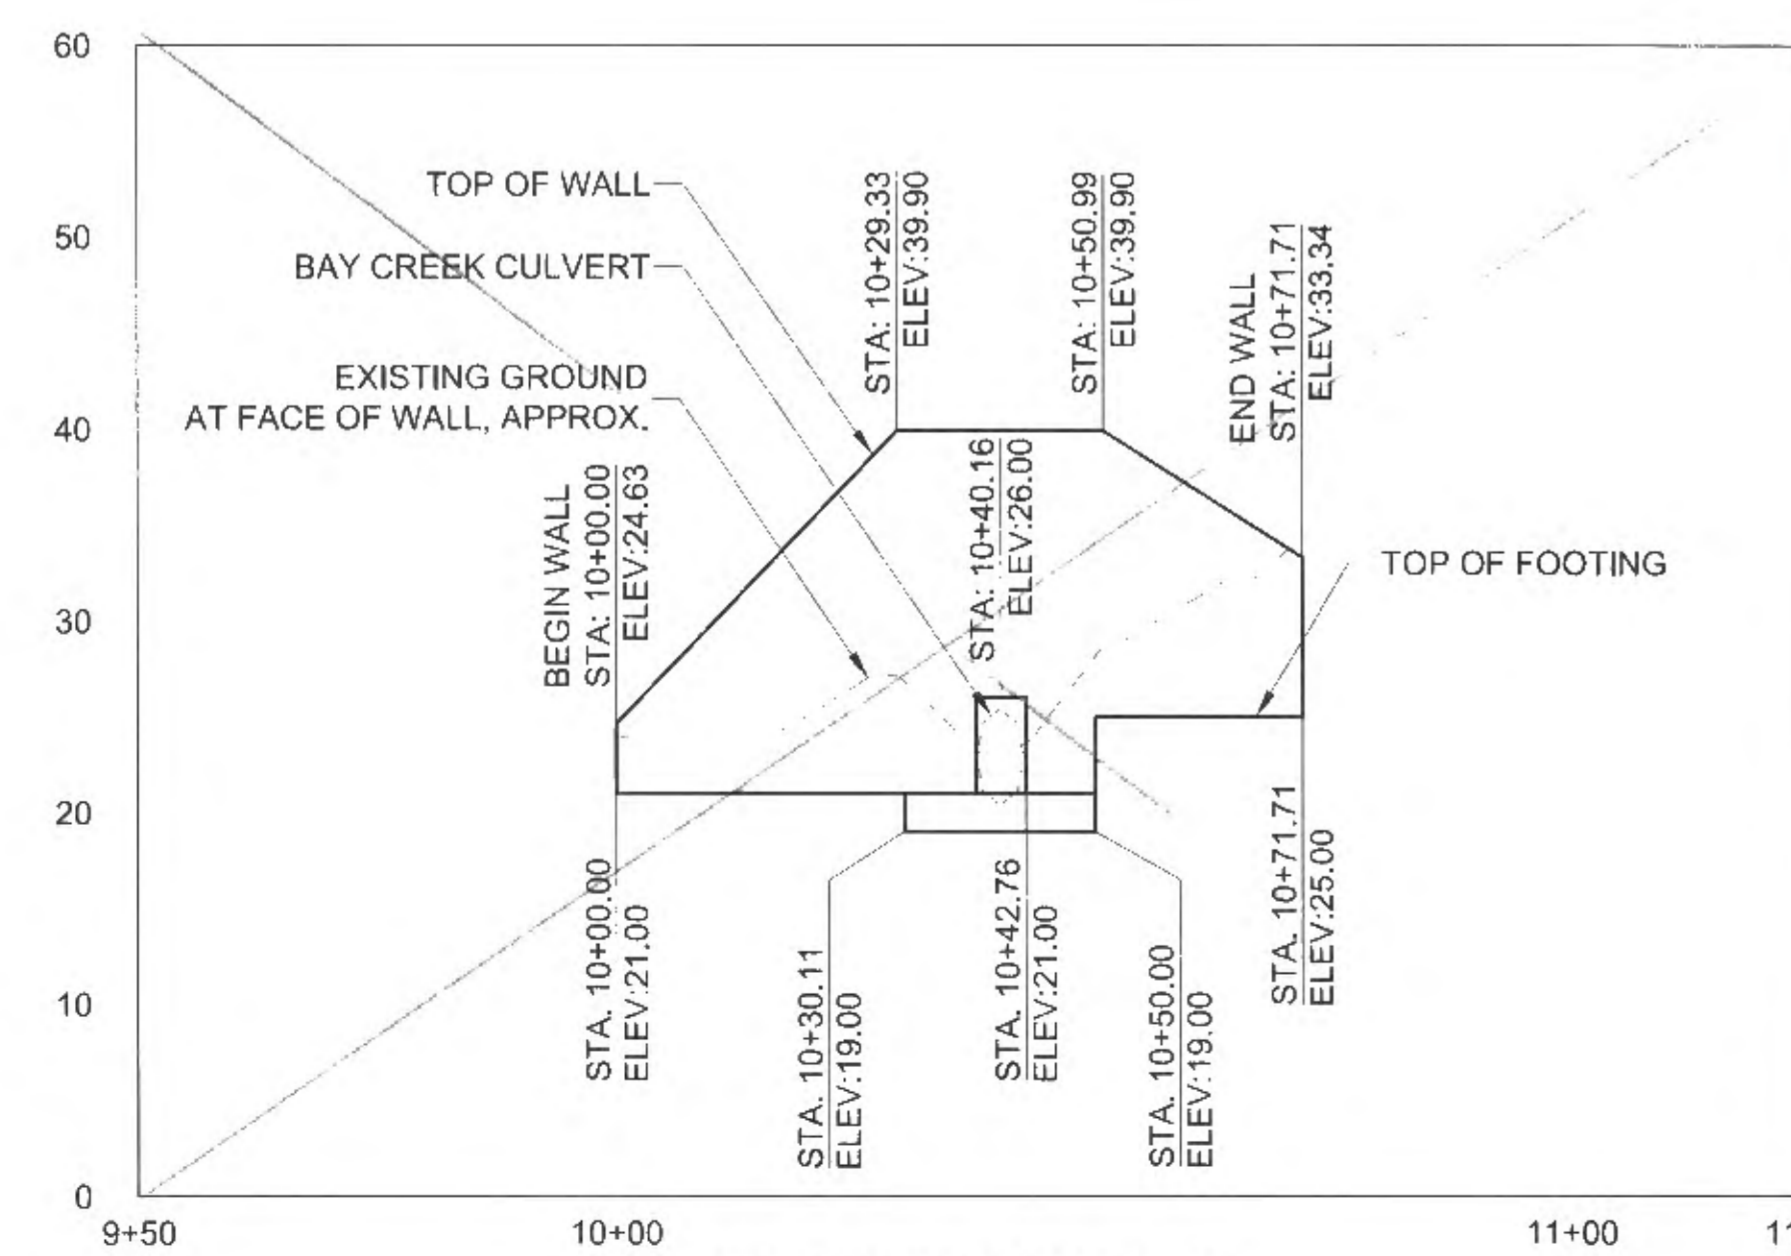 60
50
40
30
20
10
0
TOP OF WALL
BAY CREEK CULVERT
EXISTING GROUND
AT FACE OF WALL, APPROX.
BEGIN WALL
STA: 10+00.00
ELEV:24.63
STA: 10+29.33
ELEV:39.90
STA: 10+40.16
ELEV:26.00
STA: 10+50.99
ELEV:39.90
END WALL
STA: 10+71.71
ELEV:33.34
TOP OF FOOTING
STA. 10+00.00
ELEV:21.00
STA. 10+30.11
ELEV:19.00
STA. 10+42.76
ELEV:21.00
STA. 10+50.00
ELEV:19.00
STA. 10+71.71
ELEV:25.00
9+50
10+00
11+00